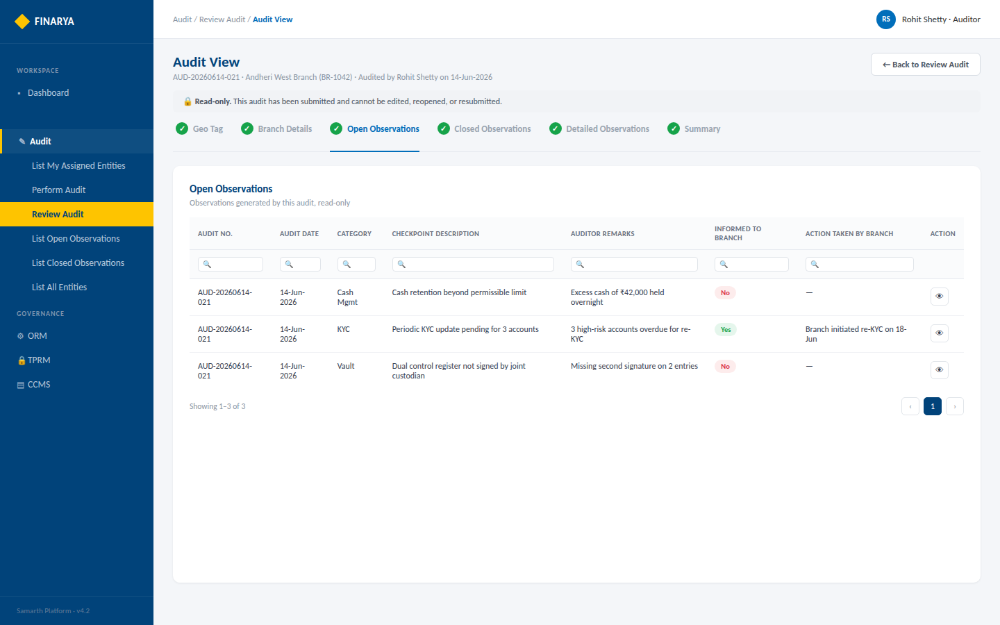 FINARYA
Audit / Review Audit / Audit View
RS
Rohit Shetty · Auditor
WORKSPACE
Dashboard
Audit
List My Assigned Entities
Perform Audit
Review Audit
List Open Observations
List Closed Observations
List All Entities
GOVERNANCE
ORM
TPRM
CCMS
Samarth Platform - v4.2
Audit View
AUD-20260614-021 · Andheri West Branch (BR-1042) · Audited by Rohit Shetty on 14-Jun-2026
← Back to Review Audit
🔒 Read-only. This audit has been submitted and cannot be edited, reopened, or resubmitted.
✓ Geo Tag ✓ Branch Details ✓ Open Observations ✓ Closed Observations ✓ Detailed Observations ✓ Summary
Open Observations
Observations generated by this audit, read-only
AUDIT NO. AUDIT DATE CATEGORY CHECKPOINT DESCRIPTION AUDITOR REMARKS INFORMED TO BRANCH ACTION TAKEN BY BRANCH ACTION
AUD-20260614- 14-Jun- Cash Cash retention beyond permissible limit Excess cash of ₹42,000 held No —
021 2026 Mgmt overnight
AUD-20260614- 14-Jun- KYC Periodic KYC update pending for 3 accounts 3 high-risk accounts overdue for re- Yes Branch initiated re-KYC on 18-
021 2026 KYC Jun
AUD-20260614- 14-Jun- Vault Dual control register not signed by joint Missing second signature on 2 entries No —
021 2026 custodian
Showing 1–3 of 3
‹ 1 ›